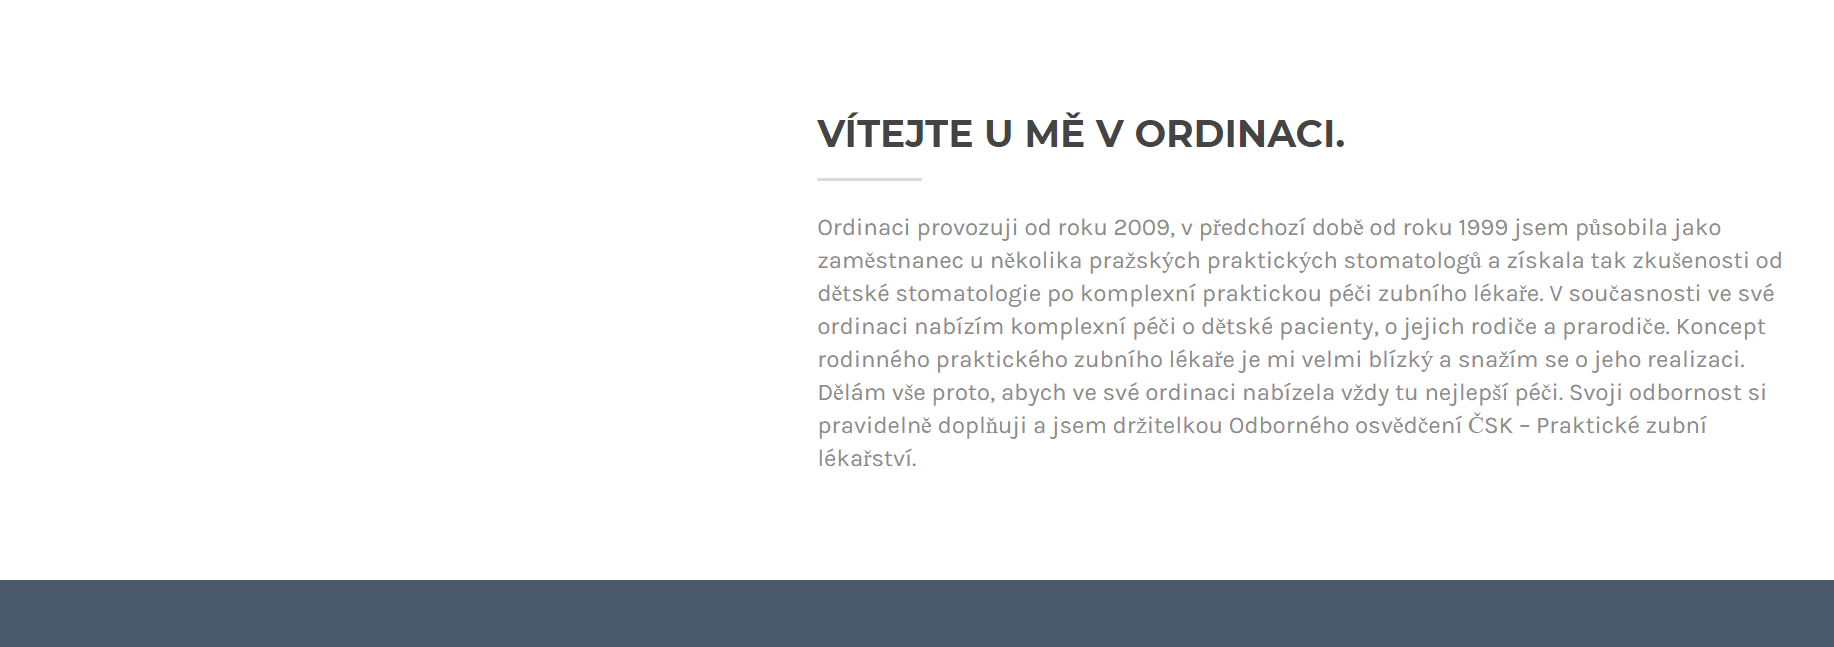 VÍTEJTE U MĚ V ORDINACI.
Ordinaci provozuji od roku 2009, v předchozí době od roku 1999 jsem působila jako
zaměstnanec u několika pražských praktických stomatologů a získala tak zkušenosti od
dětské stomatologie po komplexní praktickou péči zubního lékaře. V současnosti ve své
ordinaci nabízím komplexní péči o dětské pacienty, o jejich rodiče a prarodiče. Koncept
rodinného praktického zubního lékaře je mi velmi blízký a snažím se o jeho realizaci.
Dělám vše proto, abych ve své ordinaci nabízela vždy tu nejlepší péči. Svoji odbornost si
pravidelně doplňuji a jsem držitelkou Odborného osvědčení ČSK – Praktické zubní
lékařství.